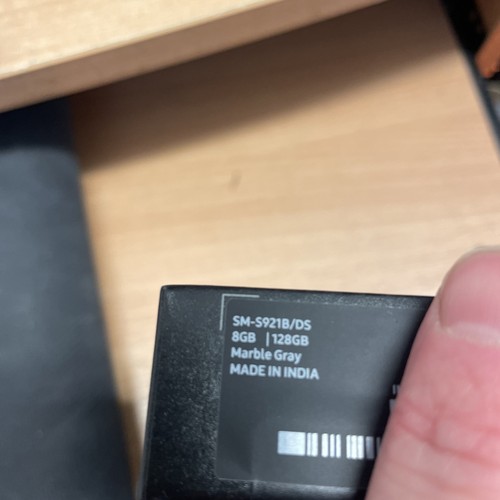 SM-S921B/DS
8GB | 128GB
Marble Gray
MADE IN INDIA